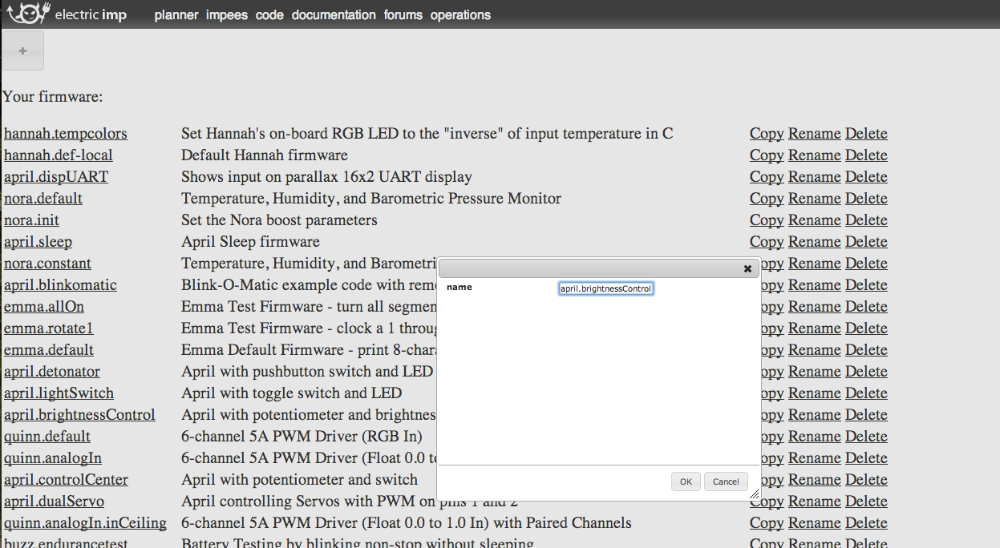 electric imp planner impees code documentation forums operations
+
Your firmware:
hannah.tempcolors Set Hannah's on-board RGB LED to the "inverse" of input temperature in C Copy Rename Delete
hannah.def-local Default Hannah firmware Copy Rename Delete
april.dispUART Shows input on parallax 16x2 UART display Copy Rename Delete
nora.default Temperature, Humidity, and Barometric Pressure Monitor Copy Rename Delete
nora.init Set the Nora boost parameters Copy Rename Delete
april.sleep April Sleep firmware Copy Rename Delete
nora.constant Temperature, Humidity, and Barometri opy Rename Delete
april.blinkomatic Blink-O-Matic example code with rem opy Rename Delete
emma.allOn Emma Test Firmware - turn all segmen opy Rename Delete
emma.rotate1 Emma Test Firmware - clock a 1 throug opy Rename Delete
emma.default Emma Default Firmware - print 8-chara opy Rename Delete
april.detonator April with pushbutton switch and LED opy Rename Delete
april.lightSwitch April with toggle switch and LED opy Rename Delete
april.brightnessControl April with potentiometer and brightnes opy Rename Delete
quinn.default 6-channel 5A PWM Driver (RGB In) opy Rename Delete
quinn.analogIn 6-channel 5A PWM Driver (Float 0.0 to opy Rename Delete
april.controlCenter April with potentiometer and switch opy Rename Delete
april.dualServo April controlling Servos with PWM on pins 1 and 2 Copy Rename Delete
quinn.analogIn.inCeiling 6-channel 5A PWM Driver (Float 0.0 to 1.0 In) with Paired Channels Copy Rename Delete
buzz.endurancetest Battery Testing by blinking non-stop without sleeping Copy Rename Delete
name april.brightnessControl
OK Cancel